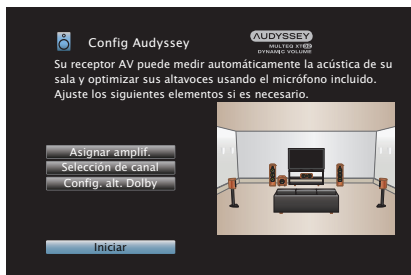 Config Audyssey
AUDYSSEY
MULTEQ XT32
DYNAMIC VOLUME
Su receptor AV puede medir automáticamente la acústica de su
sala y optimizar sus altavoces usando el micrófono incluido.
Ajuste los siguientes elementos si es necesario.
Asignar amplif.
Selección de canal
Config. alt. Dolby
Iniciar